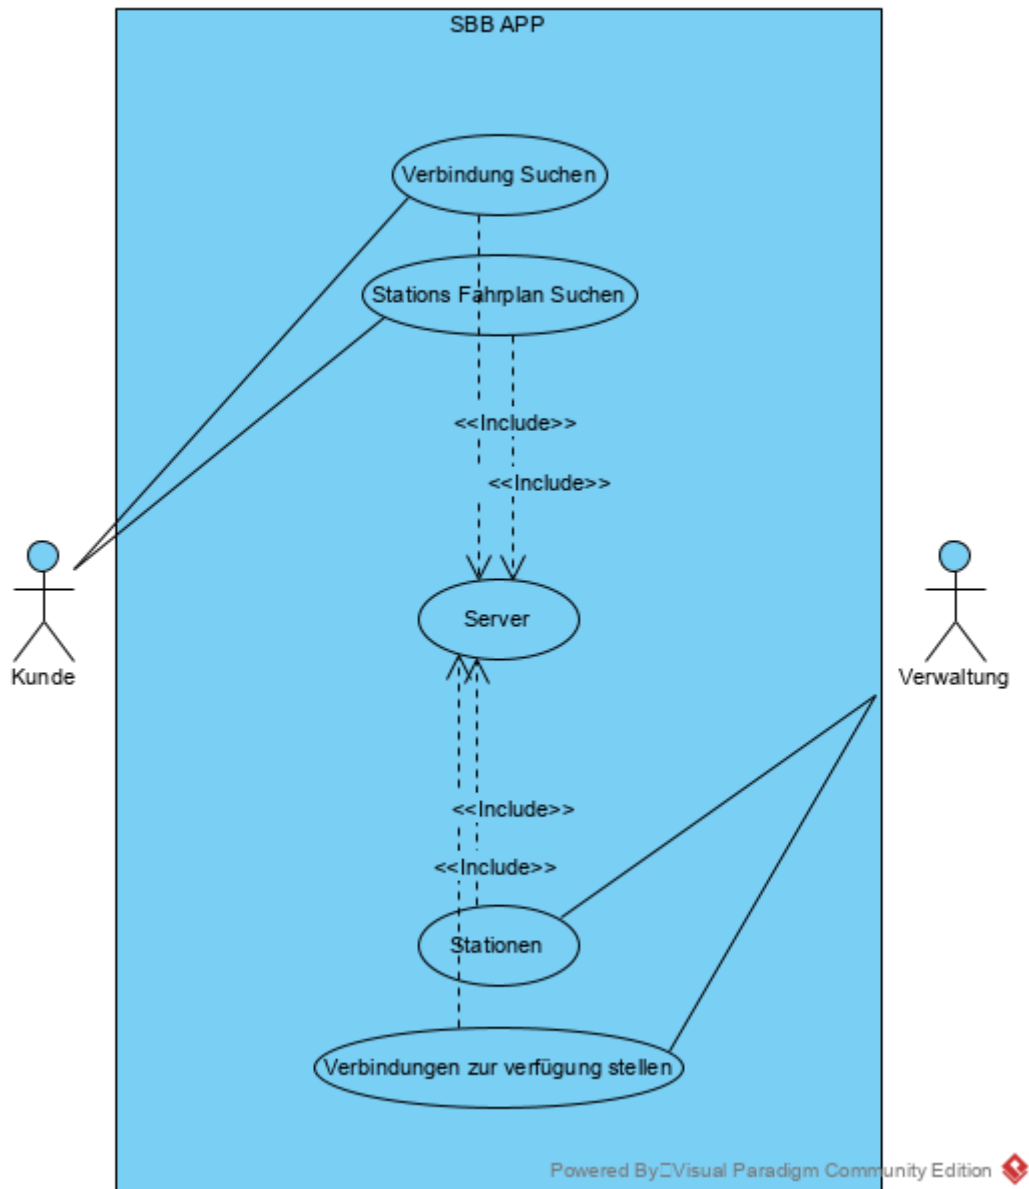 SBB APP
Verbindung Suchen
Stations Fahrplan Suchen
<<Include>>
<<Include>>
Server
Kunde
Verwaltung
<<Include>>
<<Include>>
Stationen
Verbindungen zur verfügung stellen
Powered By Visual Paradigm Community Edition